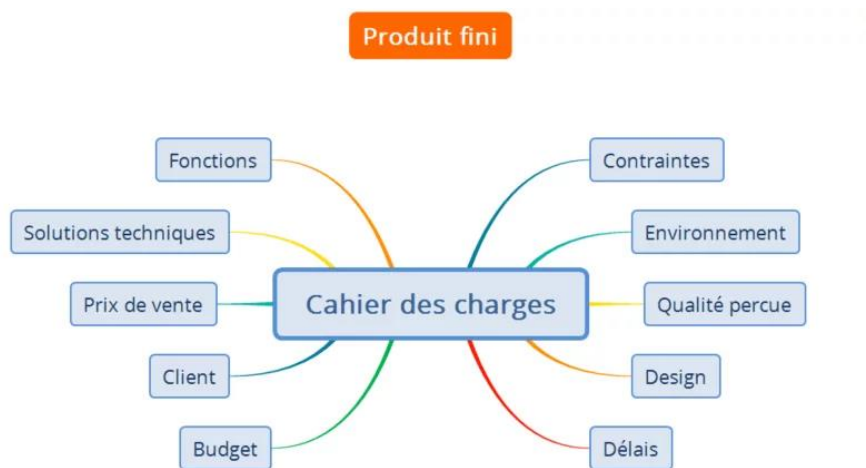 Produit fini
Fonctions
Solutions techniques
Prix de vente
Client
Budget
Cahier des charges
Contraintes
Environnement
Qualité percue
Design
Délais